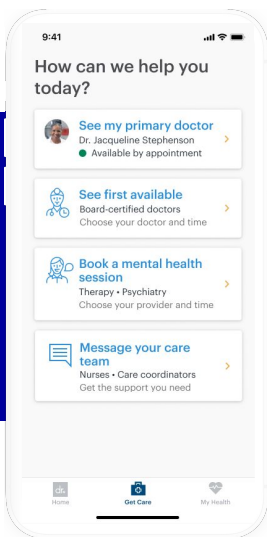 9:41
How can we help you
today?
See my primary doctor
Dr. Jacqueline Stephenson
Available by appointment
See first available
Board-certified doctors
Choose your doctor and time
Book a mental health
session
Therapy • Psychiatry
Choose your provider and time
Message your care
team
Nurses • Care coordinators
Get the support you need
dr.
Home
Get Care
My Health